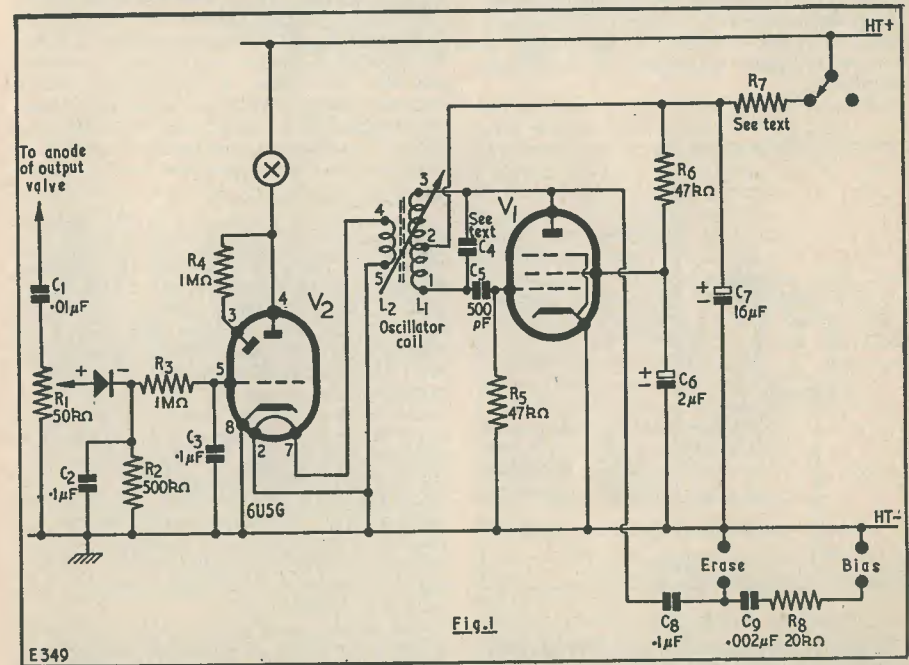 HT+
R7
See text
To anode
of output
valve
R6
47kΩ
3
V1
4
See
text
C4
R4
1MΩ
2
C5
5
1
C7
16μF
4
V2
L2
L1
500
pF
C1
.01μF
3
Oscillator
coil
+
-
+
-
R3
5
+
-
C6
2μF
R1
50kΩ
1MΩ
R5
47kΩ
8
C3
.1μF
2
7
C2
.1μF
R2
500kΩ
6U5G
HT-
Erase
Bias
Fig.1
C8
.1μF
C9
.002μF
R8
20kΩ
E349